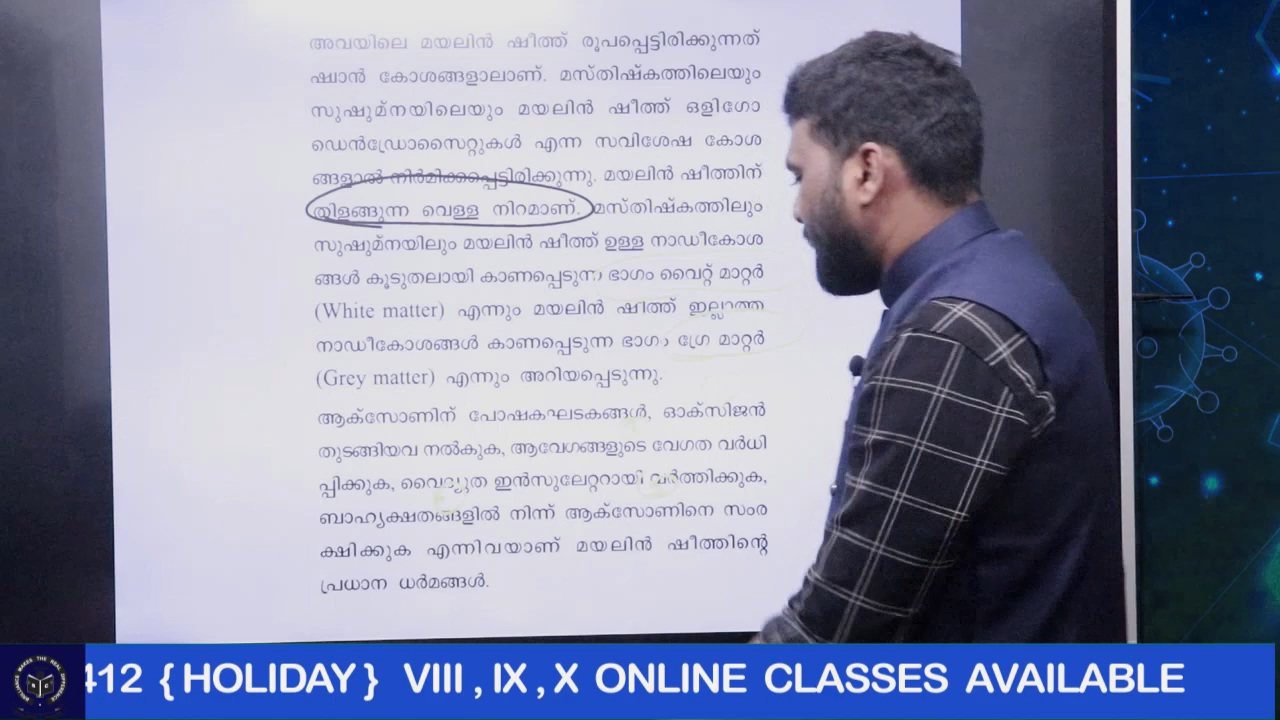 അവയിലെ മയലിൻ ഷീത്ത് രൂപപ്പെട്ടിരിക്കുന്നത്
ഷ്വാൻ കോശങ്ങളാലാണ്. മസ്തിഷ്കത്തിലെയും
സുഷുമ്നയിലെയും മയലിൻ ഷീത്ത് ഒളിഗോ
ഡെൻഡ്രോസൈറ്റുകൾ എന്ന സവിശേഷ കോശ
ങ്ങളാൽ നിർമിക്കപ്പെട്ടിരിക്കുന്നു. മയലിൻ ഷീത്തിന്
തിളങ്ങുന്ന വെള്ള നിറമാണ്. മസ്തിഷ്കത്തിലും
സുഷുമ്നയിലും മയലിൻ ഷീത്ത് ഉള്ള നാഡീകോശ
ങ്ങൾ കൂടുതലായി കാണപ്പെടുന്ന ഭാഗം വൈറ്റ് മാറ്റർ
(White matter) എന്നും മയലിൻ ഷീത്ത് ഇല്ലാത്ത
നാഡീകോശങ്ങൾ കാണപ്പെടുന്ന ഭാഗം ഗ്രേ മാറ്റർ
(Grey matter) എന്നും അറിയപ്പെടുന്നു.
ആക്സോണിന് പോഷകഘടകങ്ങൾ, ഓക്സിജൻ
തുടങ്ങിയവ നൽകുക, ആവേഗങ്ങളുടെ വേഗത വർധി
പ്പിക്കുക, വൈദ്യുത ഇൻസുലേറ്ററായി വർത്തിക്കുക,
ബാഹ്യക്ഷതങ്ങളിൽ നിന്ന് ആക്സോണിനെ സംര
ക്ഷിക്കുക എന്നിവയാണ് മയലിൻ ഷീത്തിന്റെ
പ്രധാന ധർമങ്ങൾ.
412 {HOLIDAY} VIII, IX, X ONLINE CLASSES AVAILABLE